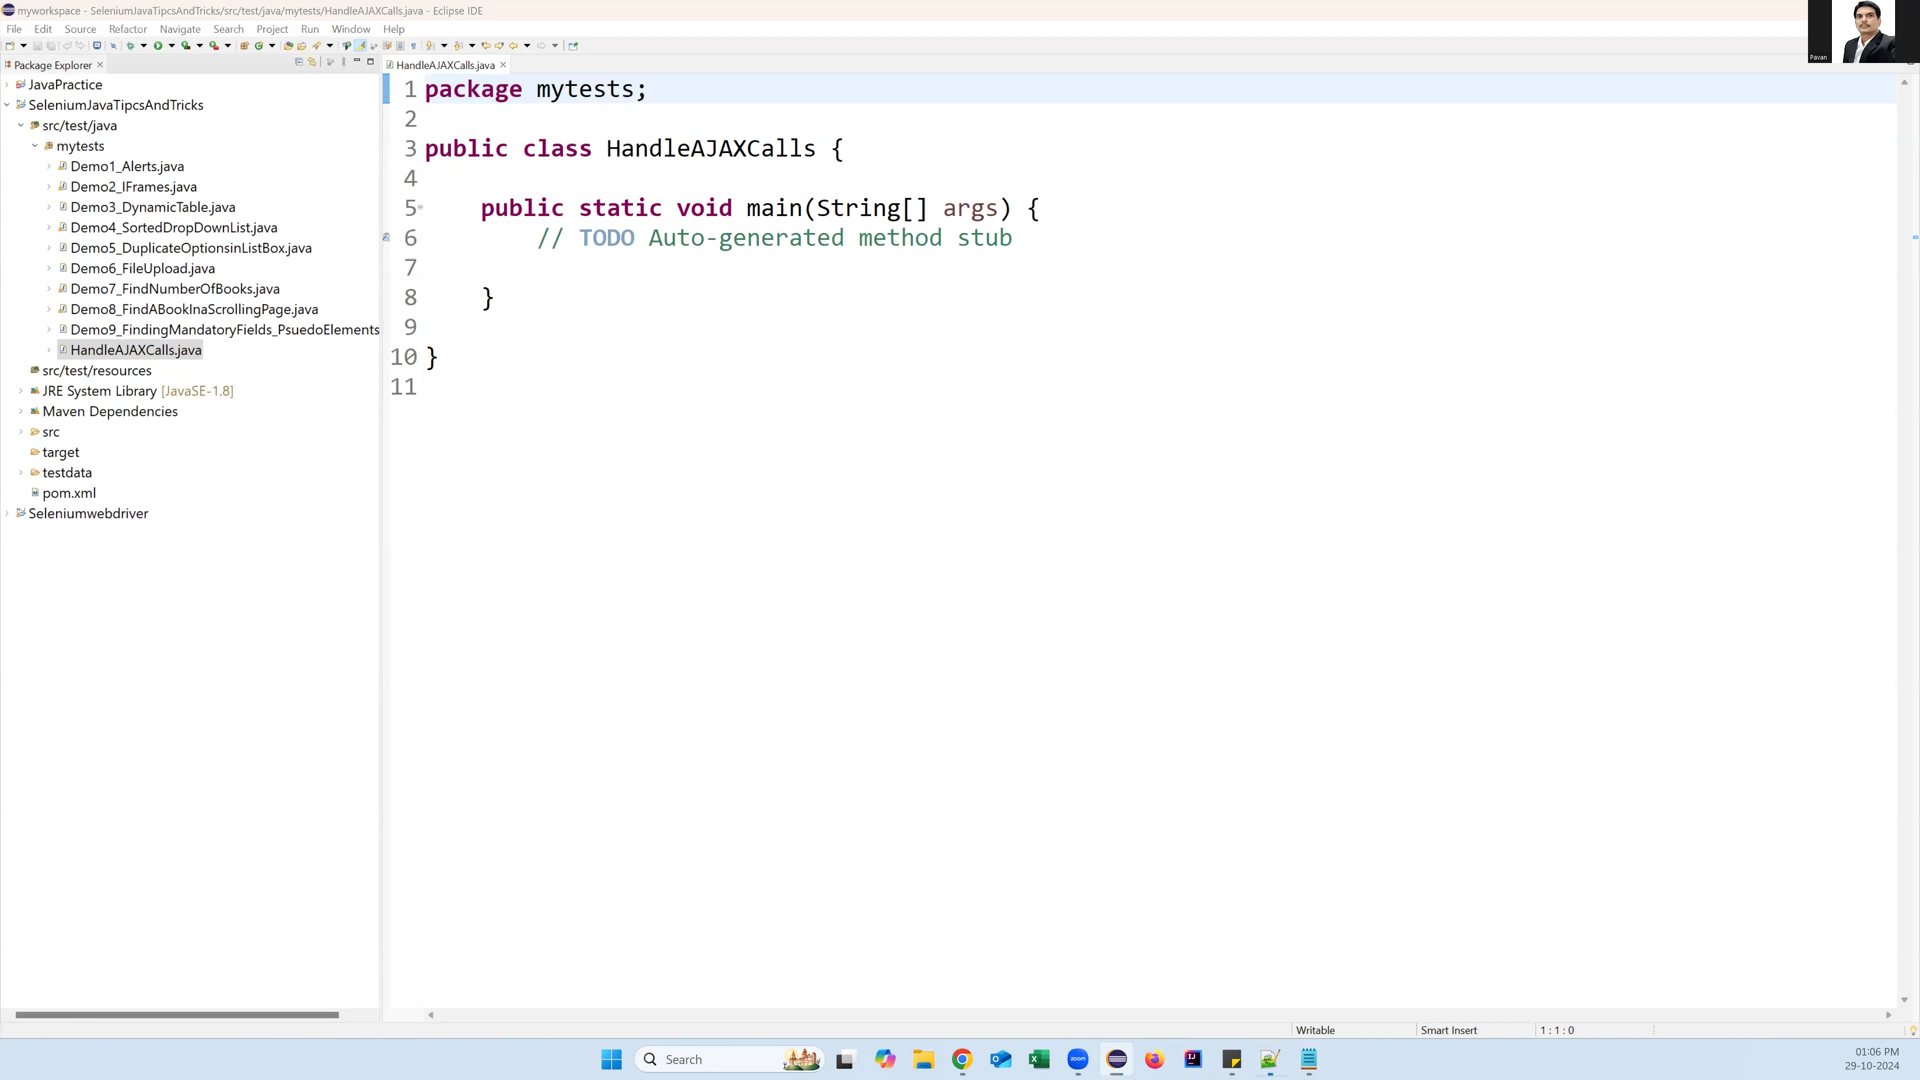 myworkspace - SeleniumJavaTipcsAndTricks/src/test/java/mytests/HandleAJAXCalls.java - Eclipse IDE
File Edit Source Refactor Navigate Search Project Run Window Help
Package Explorer
JavaPractice
SeleniumJavaTipcsAndTricks
src/test/java
mytests
Demo1_Alerts.java
Demo2_IFrames.java
Demo3_DynamicTable.java
Demo4_SortedDropDownList.java
Demo5_DuplicateOptionsinListBox.java
Demo6_FileUpload.java
Demo7_FindNumberOfBooks.java
Demo8_FindABookInaScrollingPage.java
Demo9_FindingMandatoryFields_PsuedoElements
HandleAJAXCalls.java
src/test/resources
JRE System Library [JavaSE-1.8]
Maven Dependencies
src
target
testdata
pom.xml
Seleniumwebdriver
HandleAJAXCalls.java
1 package mytests;
2
3 public class HandleAJAXCalls {
4
5 public static void main(String[] args) {
6 // TODO Auto-generated method stub
7
8 }
9
10 }
11
Pavan
Writable Smart Insert 1 : 1 : 0
Search
zoom
IJ
01:06 PM
29-10-2024